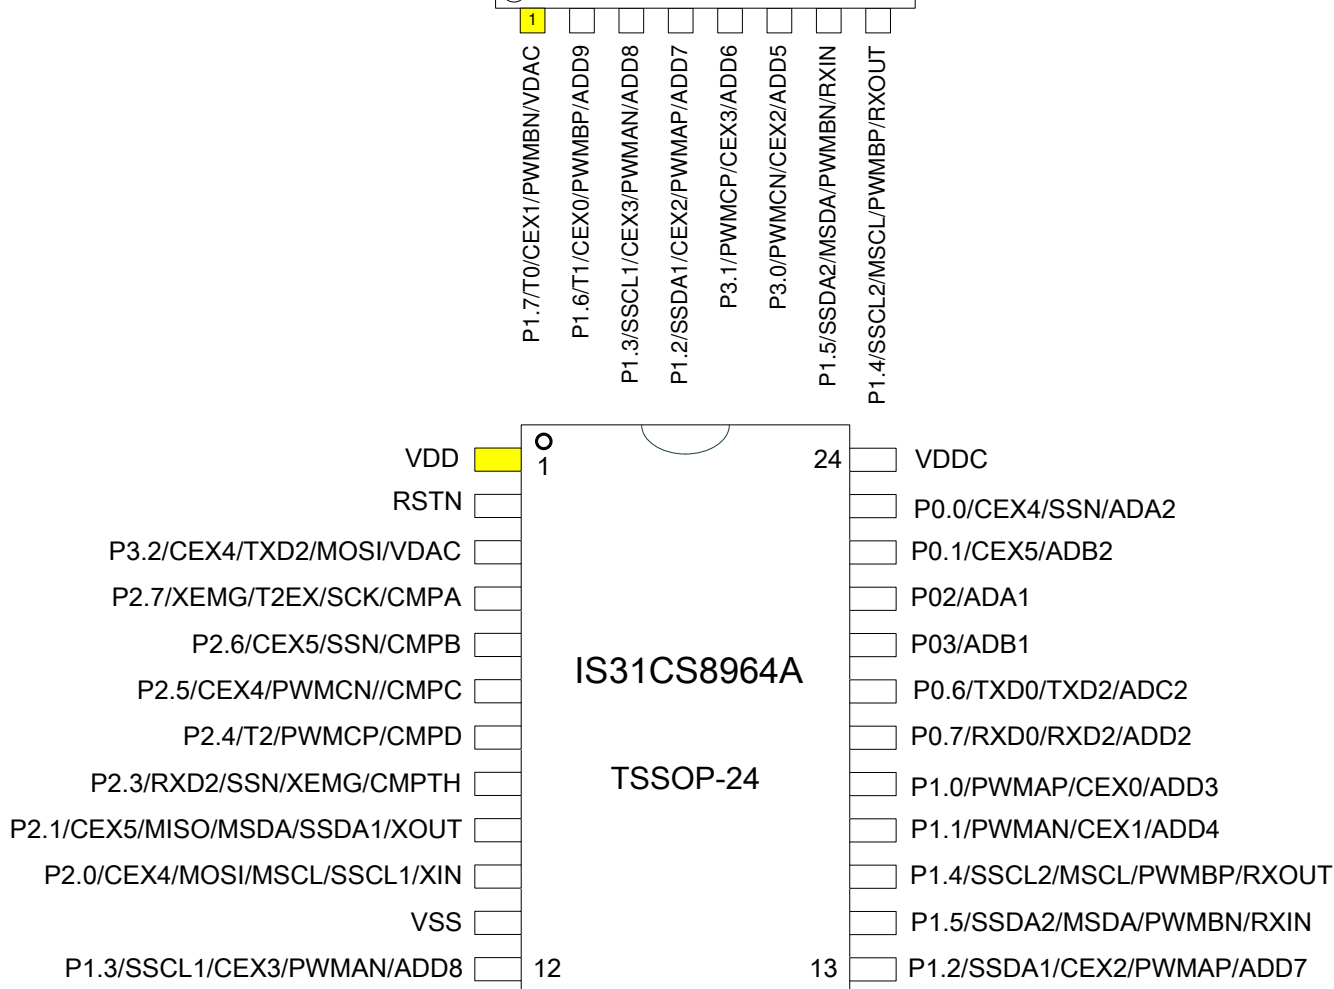 1
P1.7/T0/CEX1/PWMBN/VDAC
P1.6/T1/CEX0/PWMBP/ADD9
P1.3/SSCL1/CEX3/PWMAN/ADD8
P1.2/SSDA1/CEX2/PWMAP/ADD7
P3.1/PWMCP/CEX3/ADD6
P3.0/PWMCN/CEX2/ADD5
P1.5/SSDA2/MSDA/PWMBN/RXIN
P1.4/SSCL2/MSCL/PWMBP/RXOUT
VDD 1 24 VDDC
RSTN P0.0/CEX4/SSN/ADA2
P3.2/CEX4/TXD2/MOSI/VDAC P0.1/CEX5/ADB2
P2.7/XEMG/T2EX/SCK/CMPA P02/ADA1
P2.6/CEX5/SSN/CMPB P03/ADB1
IS31CS8964A
P2.5/CEX4/PWMCN//CMPC P0.6/TXD0/TXD2/ADC2
P2.4/T2/PWMCP/CMPD P0.7/RXD0/RXD2/ADD2
TSSOP-24
P2.3/RXD2/SSN/XEMG/CMPTH P1.0/PWMAP/CEX0/ADD3
P2.1/CEX5/MISO/MSDA/SSDA1/XOUT P1.1/PWMAN/CEX1/ADD4
P2.0/CEX4/MOSI/MSCL/SSCL1/XIN P1.4/SSCL2/MSCL/PWMBP/RXOUT
VSS P1.5/SSDA2/MSDA/PWMBN/RXIN
P1.3/SSCL1/CEX3/PWMAN/ADD8 12 13 P1.2/SSDA1/CEX2/PWMAP/ADD7